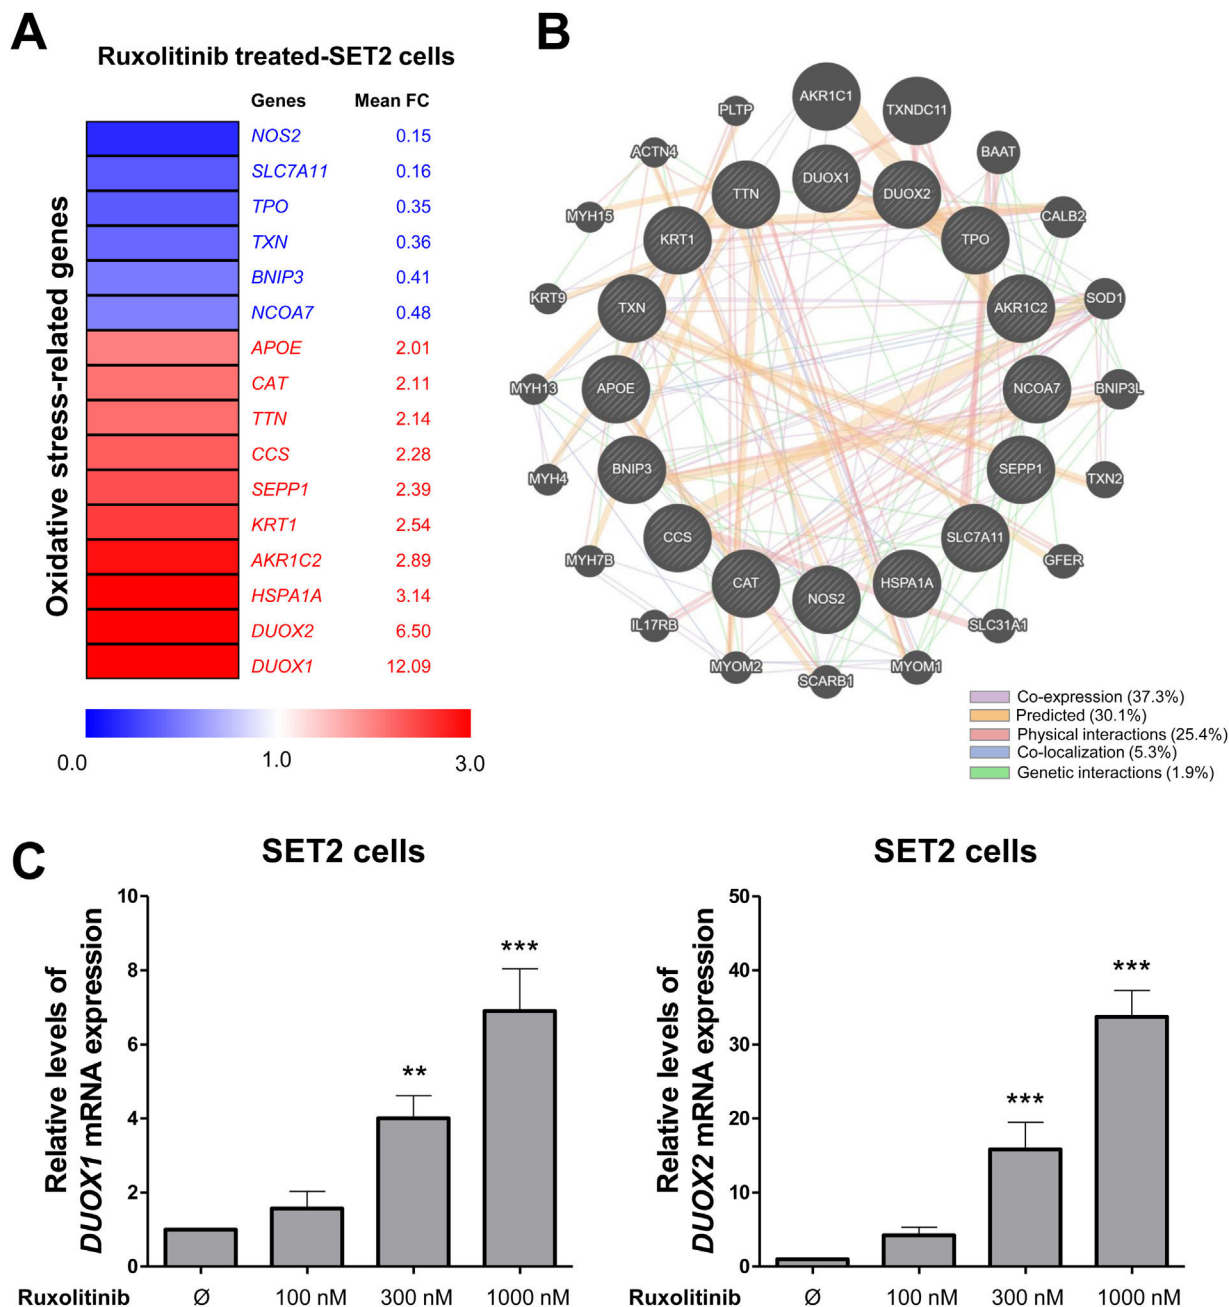 A
Ruxolitinib treated-SET2 cells
Genes Mean FC
NOS2 0.15
SLC7A11 0.16
TPO 0.35
TXN 0.36
BNIP3 0.41
NCOA7 0.48
APOE 2.01
CAT 2.11
TTN 2.14
CCS 2.28
SEPP1 2.39
KRT1 2.54
AKR1C2 2.89
HSPA1A 3.14
DUOX2 6.50
DUOX1 12.09
Oxidative stress-related genes
0.0 1.0 3.0
B
AKR1C1
TXNDC11
PLTP
BAAT
ACTN4
DUOX1
DUOX2
TTN
CALB2
MYH15
KRT1
TPO
KRT9
TXN
AKR1C2
SOD1
MYH13
APOE
NCOA7
BNIP3L
MYH4
BNIP3
SEPP1
TXN2
MYH7B
CCS
SLC7A11
GFER
CAT
NOS2
HSPA1A
IL17RB
SLC31A1
MYOM2
SCARB1
MYOM1
Co-expression (37.3%)
Predicted (30.1%)
Physical interactions (25.4%)
Co-localization (5.3%)
Genetic interactions (1.9%)
C
SET2 cells
Relative levels of
DUOX1 mRNA expression
10
8
6
4
2
0
**
***
Ruxolitinib Ø 100 nM 300 nM 1000 nM
SET2 cells
Relative levels of
DUOX2 mRNA expression
50
40
30
20
10
0
***
***
Ruxolitinib Ø 100 nM 300 nM 1000 nM